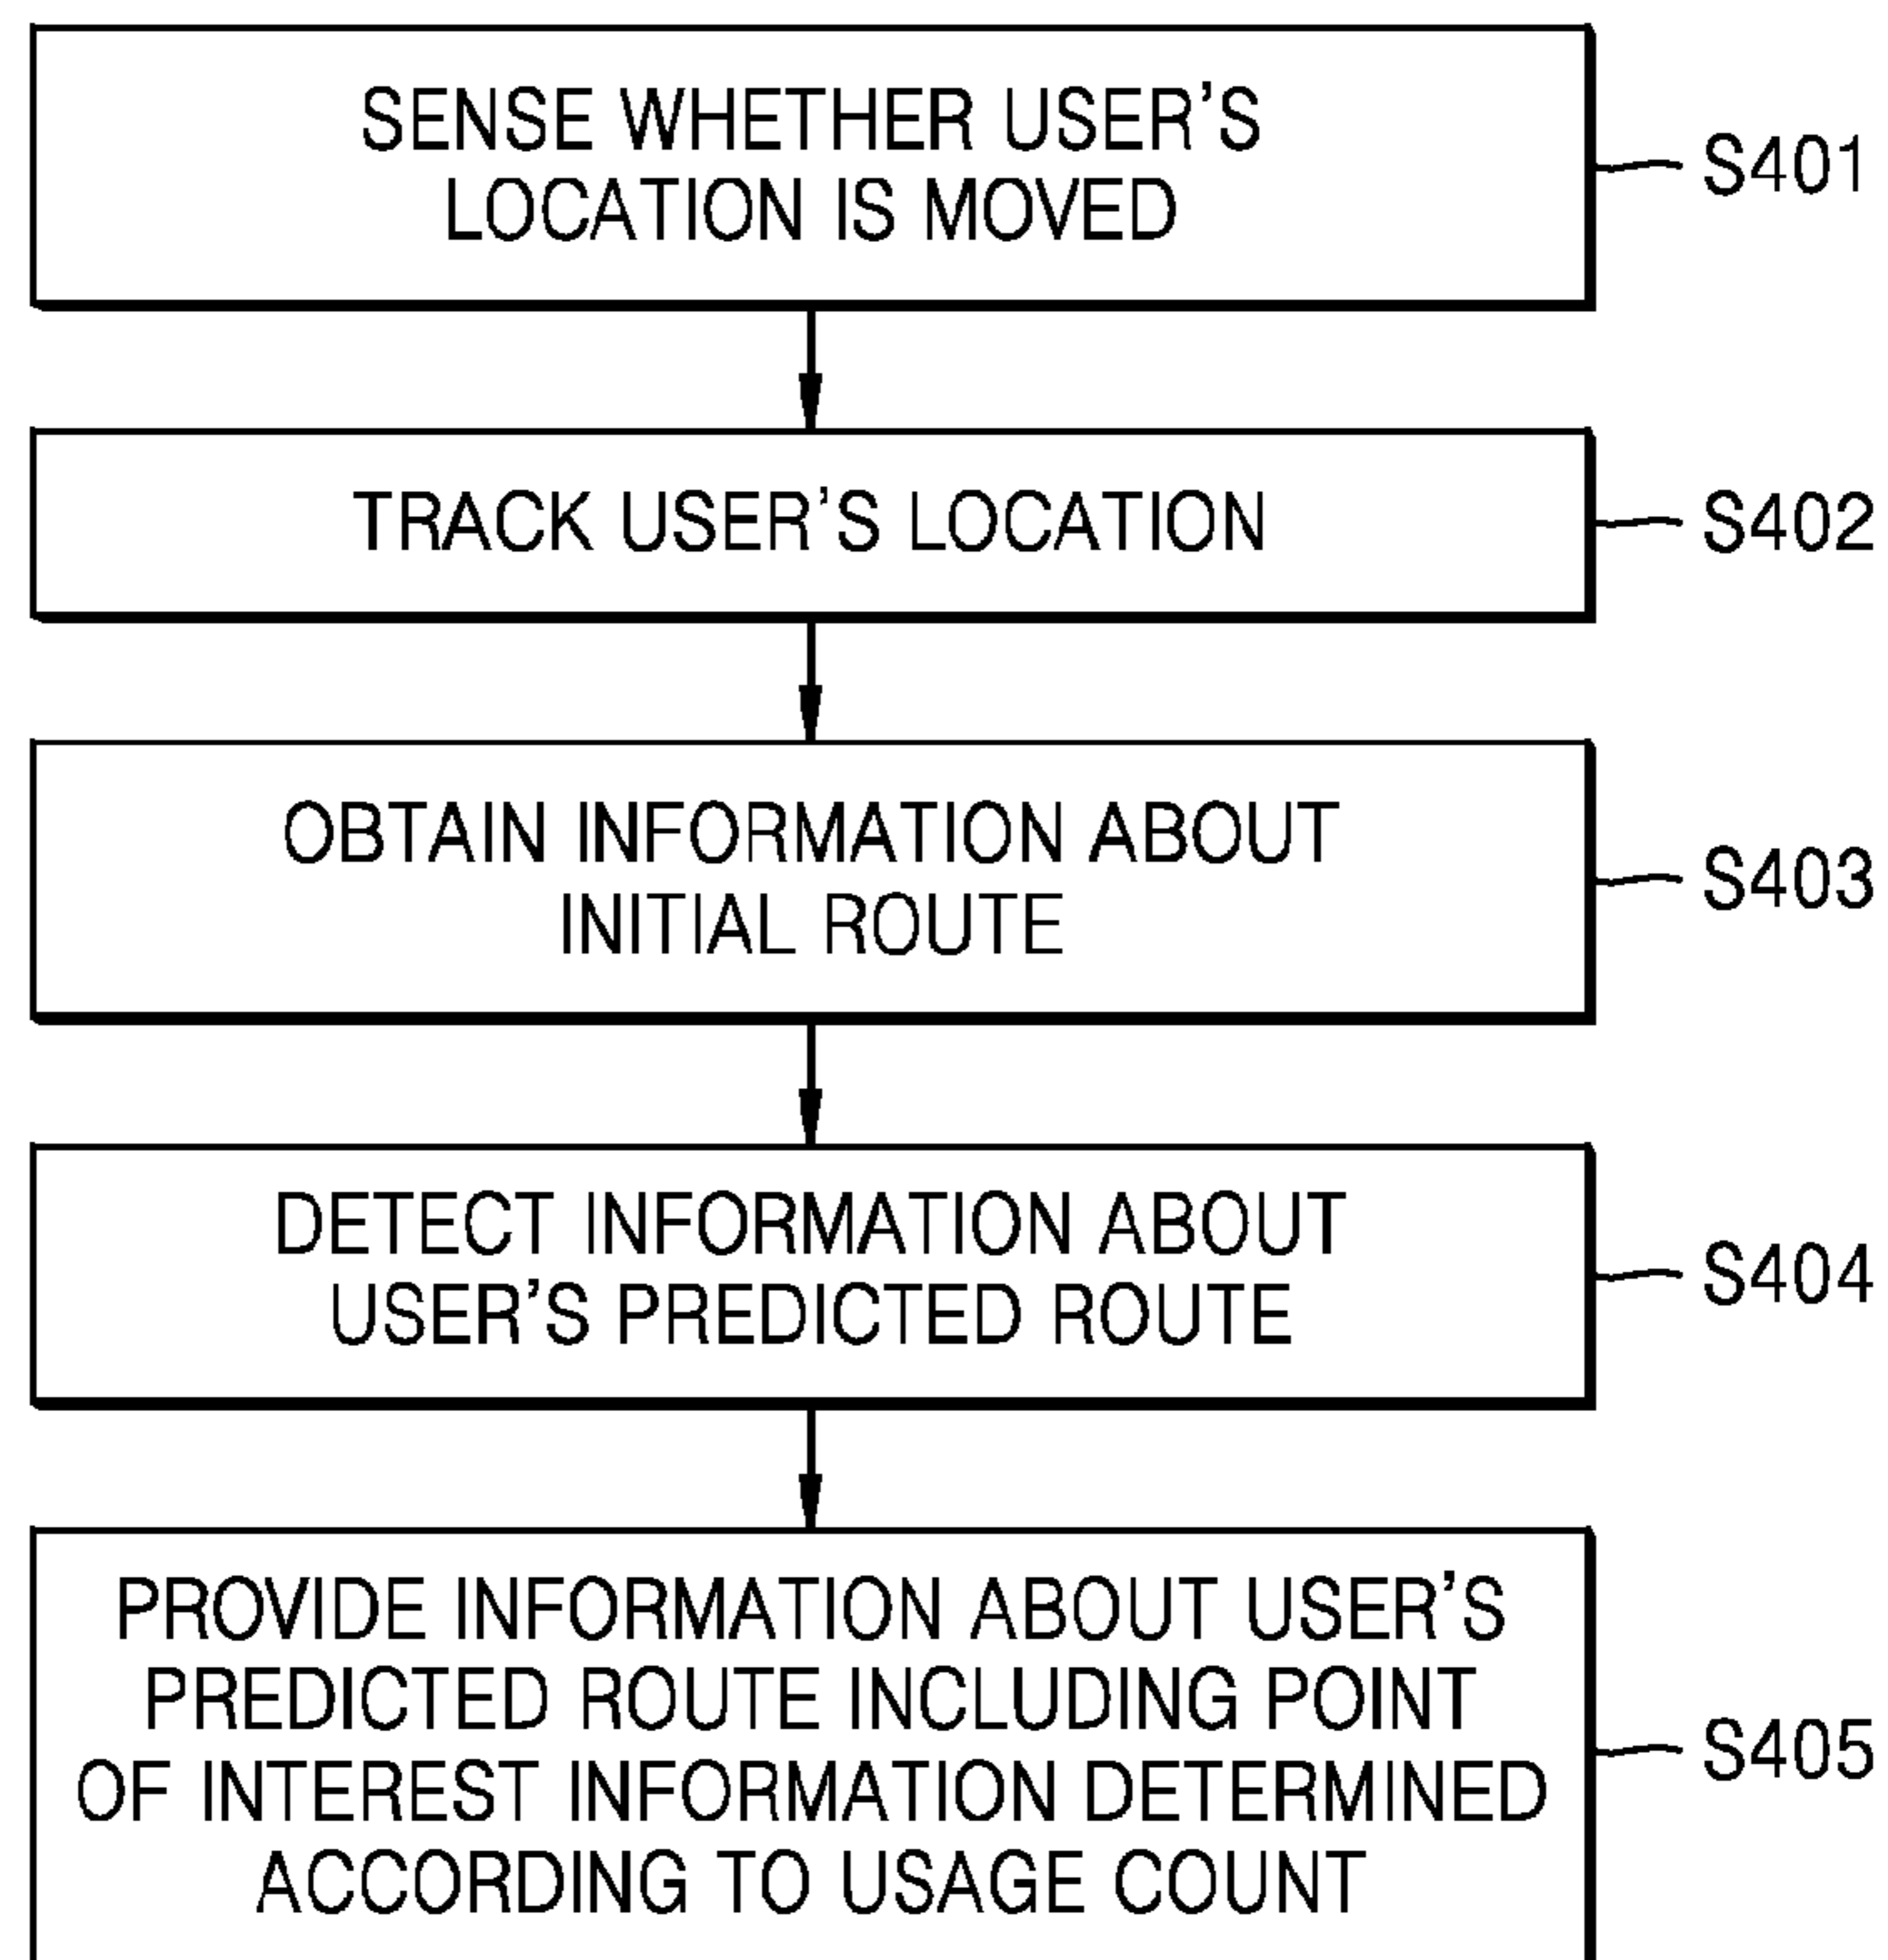 SENSE WHETHER USER'S
LOCATION IS MOVED
S401
TRACK USER'S LOCATION
S402
OBTAIN INFORMATION ABOUT
INITIAL ROUTE
S403
DETECT INFORMATION ABOUT
USER'S PREDICTED ROUTE
S404
PROVIDE INFORMATION ABOUT USER'S
PREDICTED ROUTE INCLUDING POINT
OF INTEREST INFORMATION DETERMINED
ACCORDING TO USAGE COUNT
S405